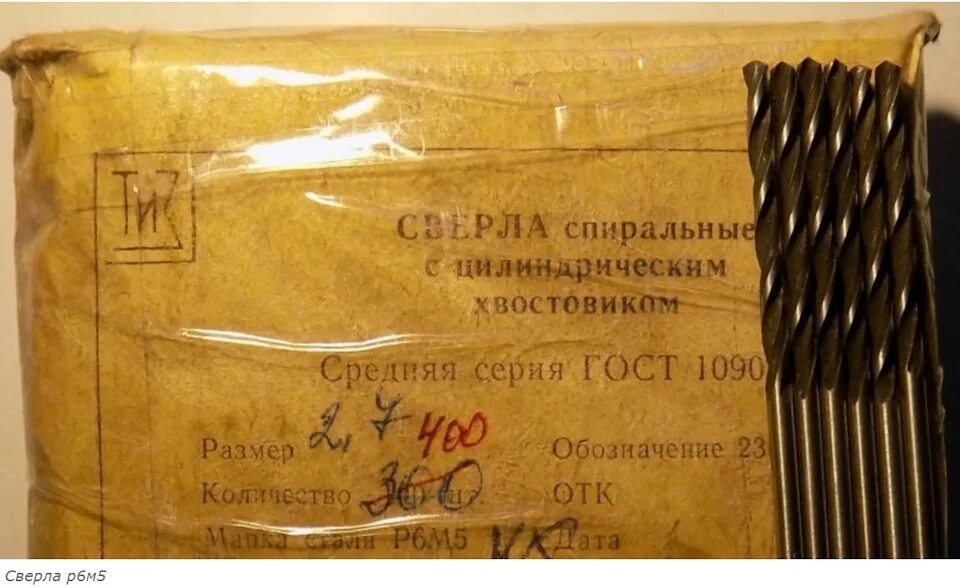 ТИЗ
СВЕРЛА спиральные
с цилиндрическим
хвостовиком
Средняя серия ГОСТ 1090
Размер 2,7 400 Обозначение 23
Количество 300 шт. ОТК
Марка стали Р6М5 Дата
Сверла р6м5